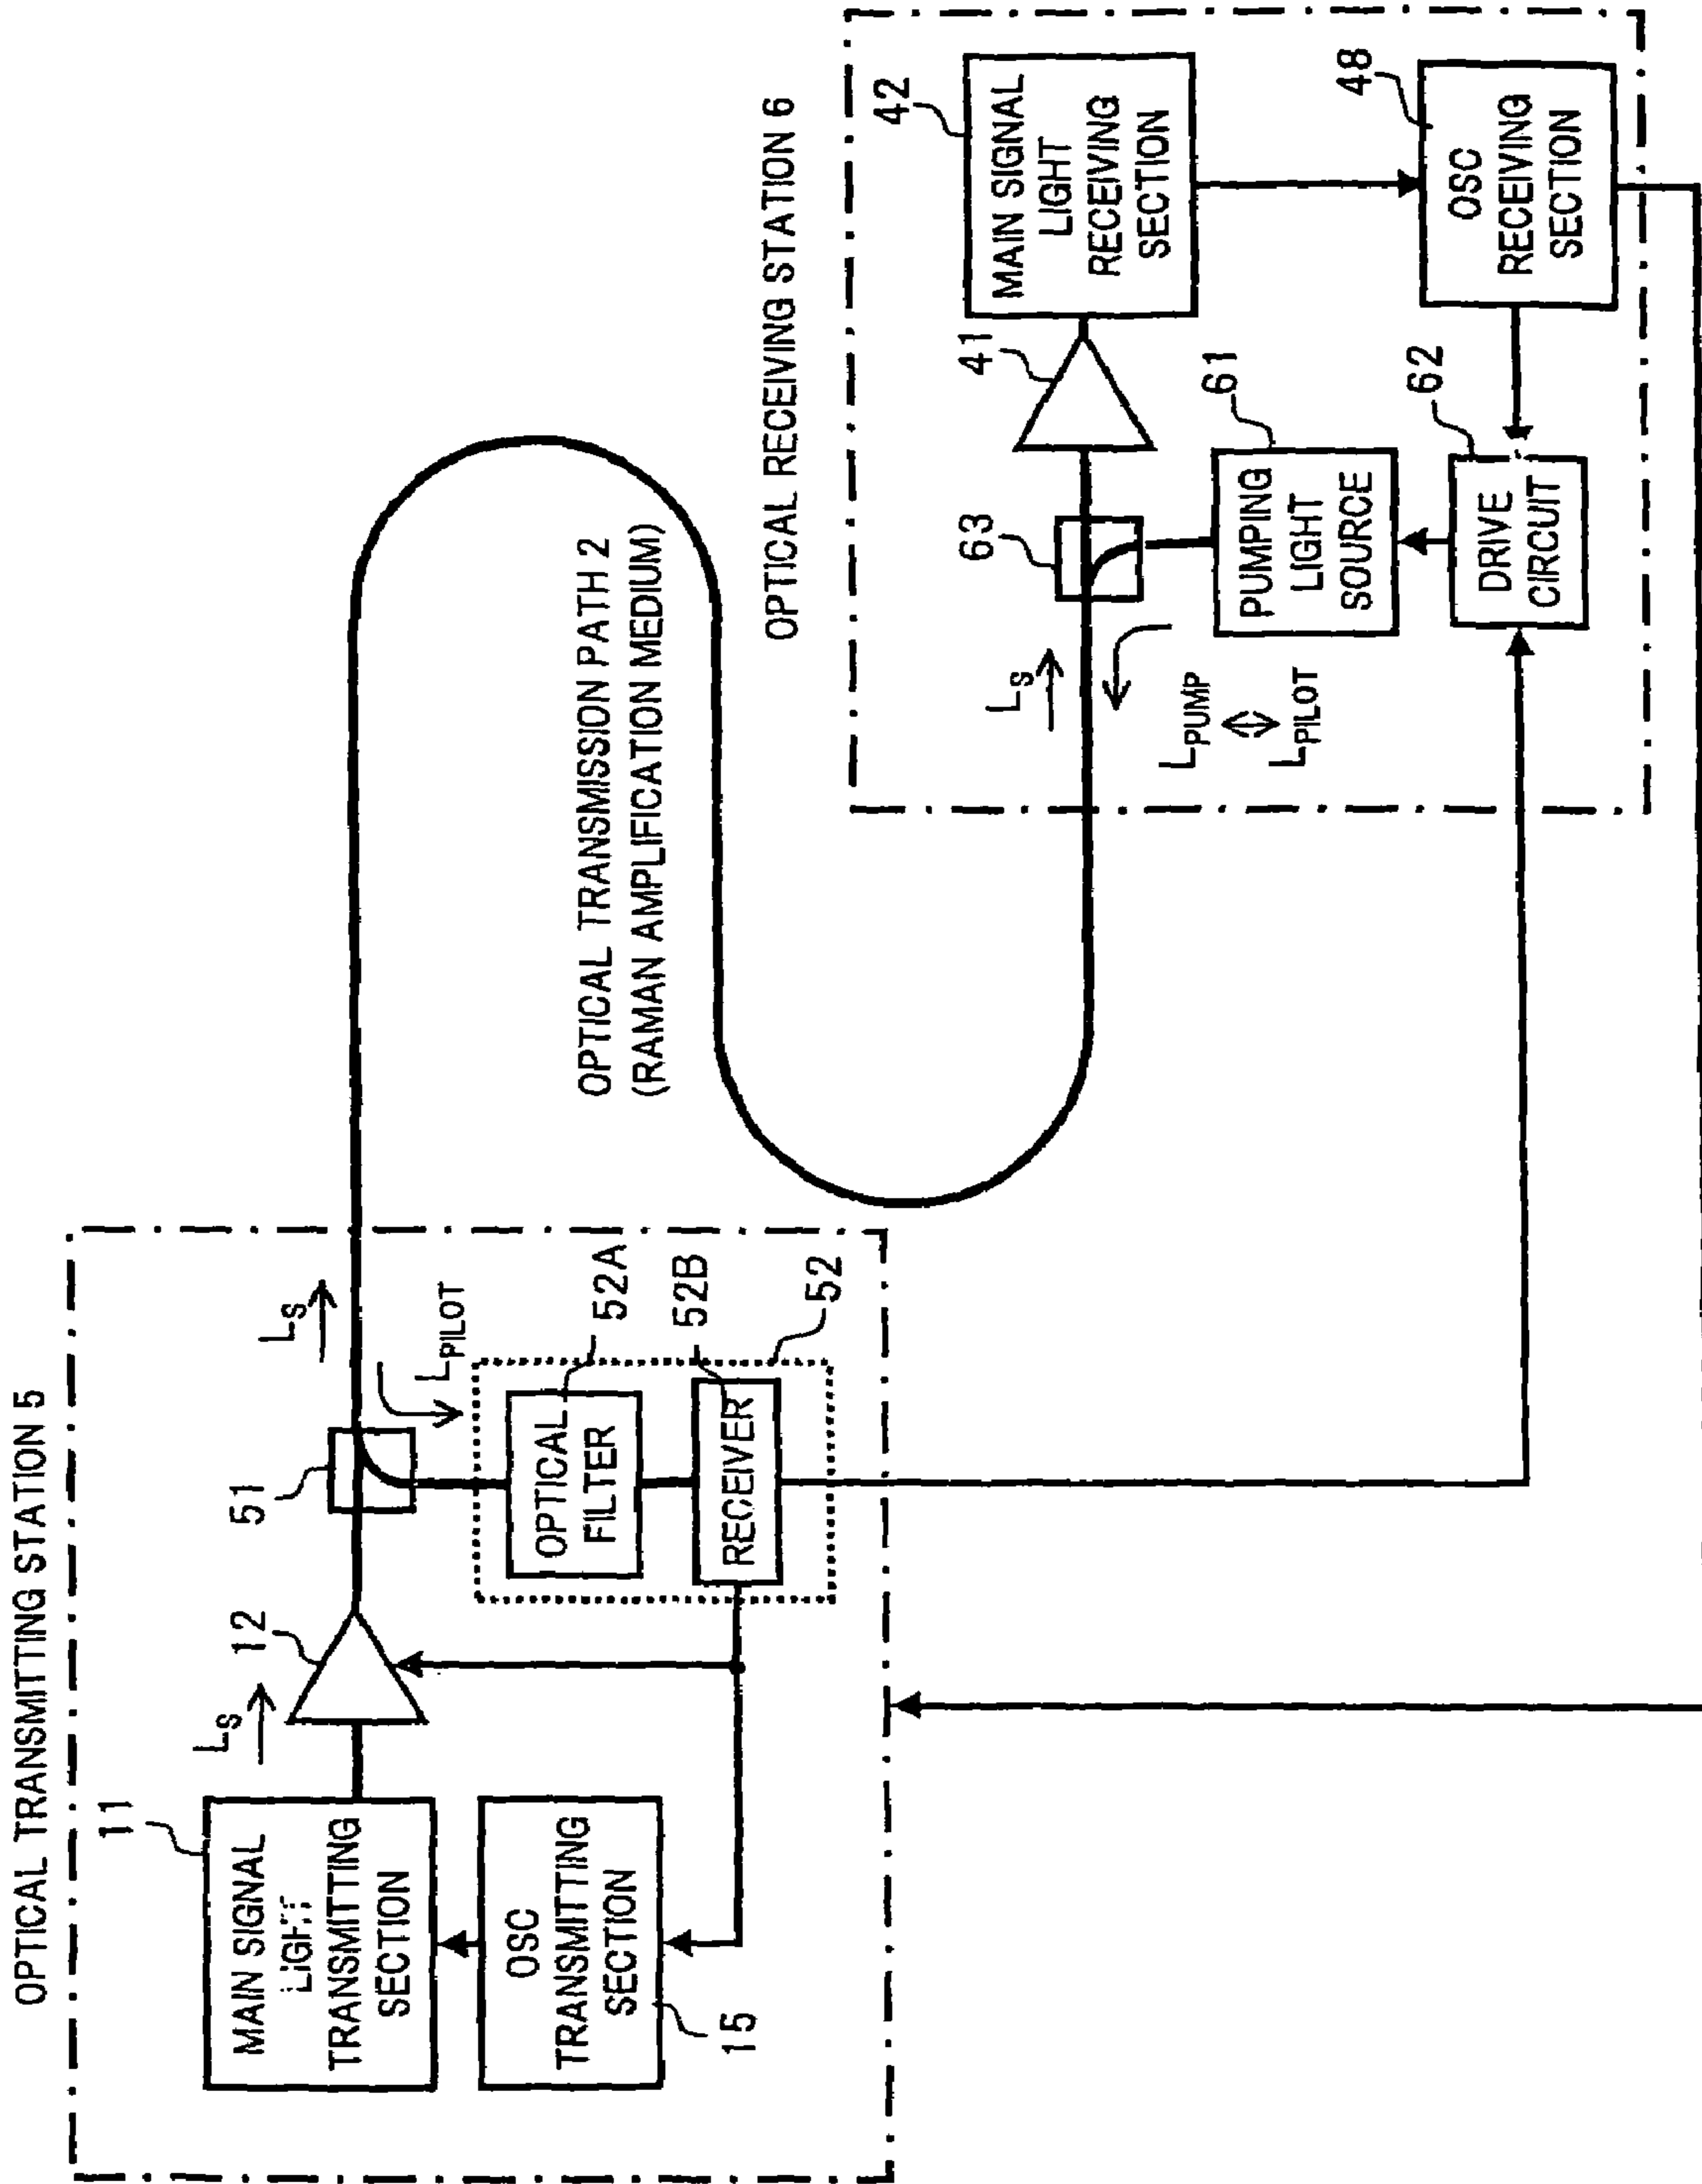 OPTICAL TRANSMITTING STATION 5
11
MAIN SIGNAL
LIGHT
TRANSMITTING
SECTION
OSC
TRANSMITTING
SECTION
15
LS
12
51
LS
LPILOT
OPTICAL
FILTER
52A
RECEIVER
52B
52
OPTICAL TRANSMISSION PATH 2
(RAMAN AMPLIFICATION MEDIUM)
OPTICAL RECEIVING STATION 6
LS
LPUMP
LPILOT
63
41
42
MAIN SIGNAL
LIGHT
RECEIVING
SECTION
61
PUMPING
LIGHT
SOURCE
62
DRIVE
CIRCUIT
48
OSC
RECEIVING
SECTION